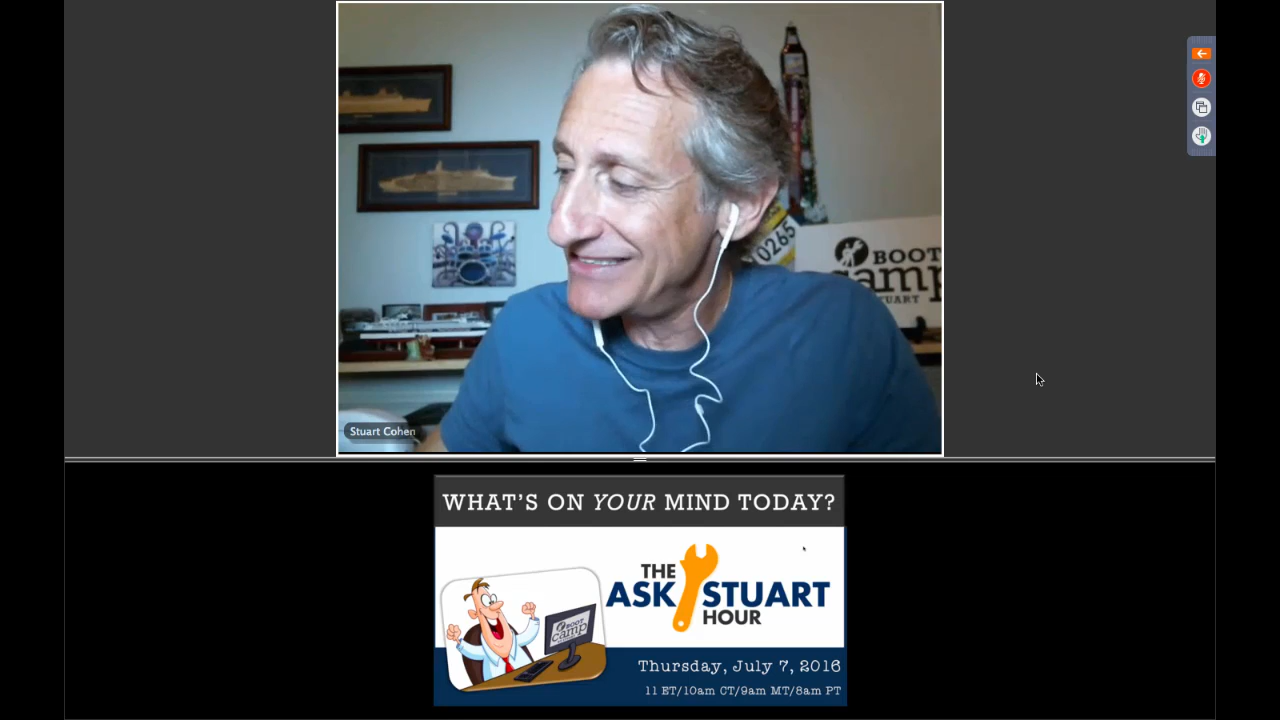 0265
BOOT
camp
STUART
Stuart Cohen
WHAT'S ON YOUR MIND TODAY?
THE
ASK STUART
HOUR
BOOT
camp
Thursday, July 7, 2016
11 ET/10am CT/9am MT/8am PT